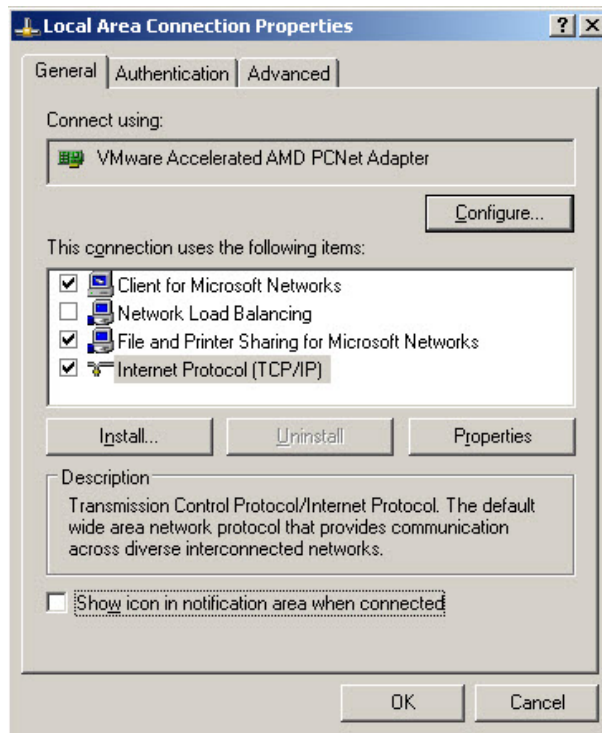 Local Area Connection Properties
General Authentication Advanced
Connect using:
VMware Accelerated AMD PCNet Adapter
Configure...
This connection uses the following items:
Client for Microsoft Networks
Network Load Balancing
File and Printer Sharing for Microsoft Networks
Internet Protocol (TCP/IP)
Install... Uninstall Properties
Description
Transmission Control Protocol/Internet Protocol. The default
wide area network protocol that provides communication
across diverse interconnected networks.
Show icon in notification area when connected
OK Cancel